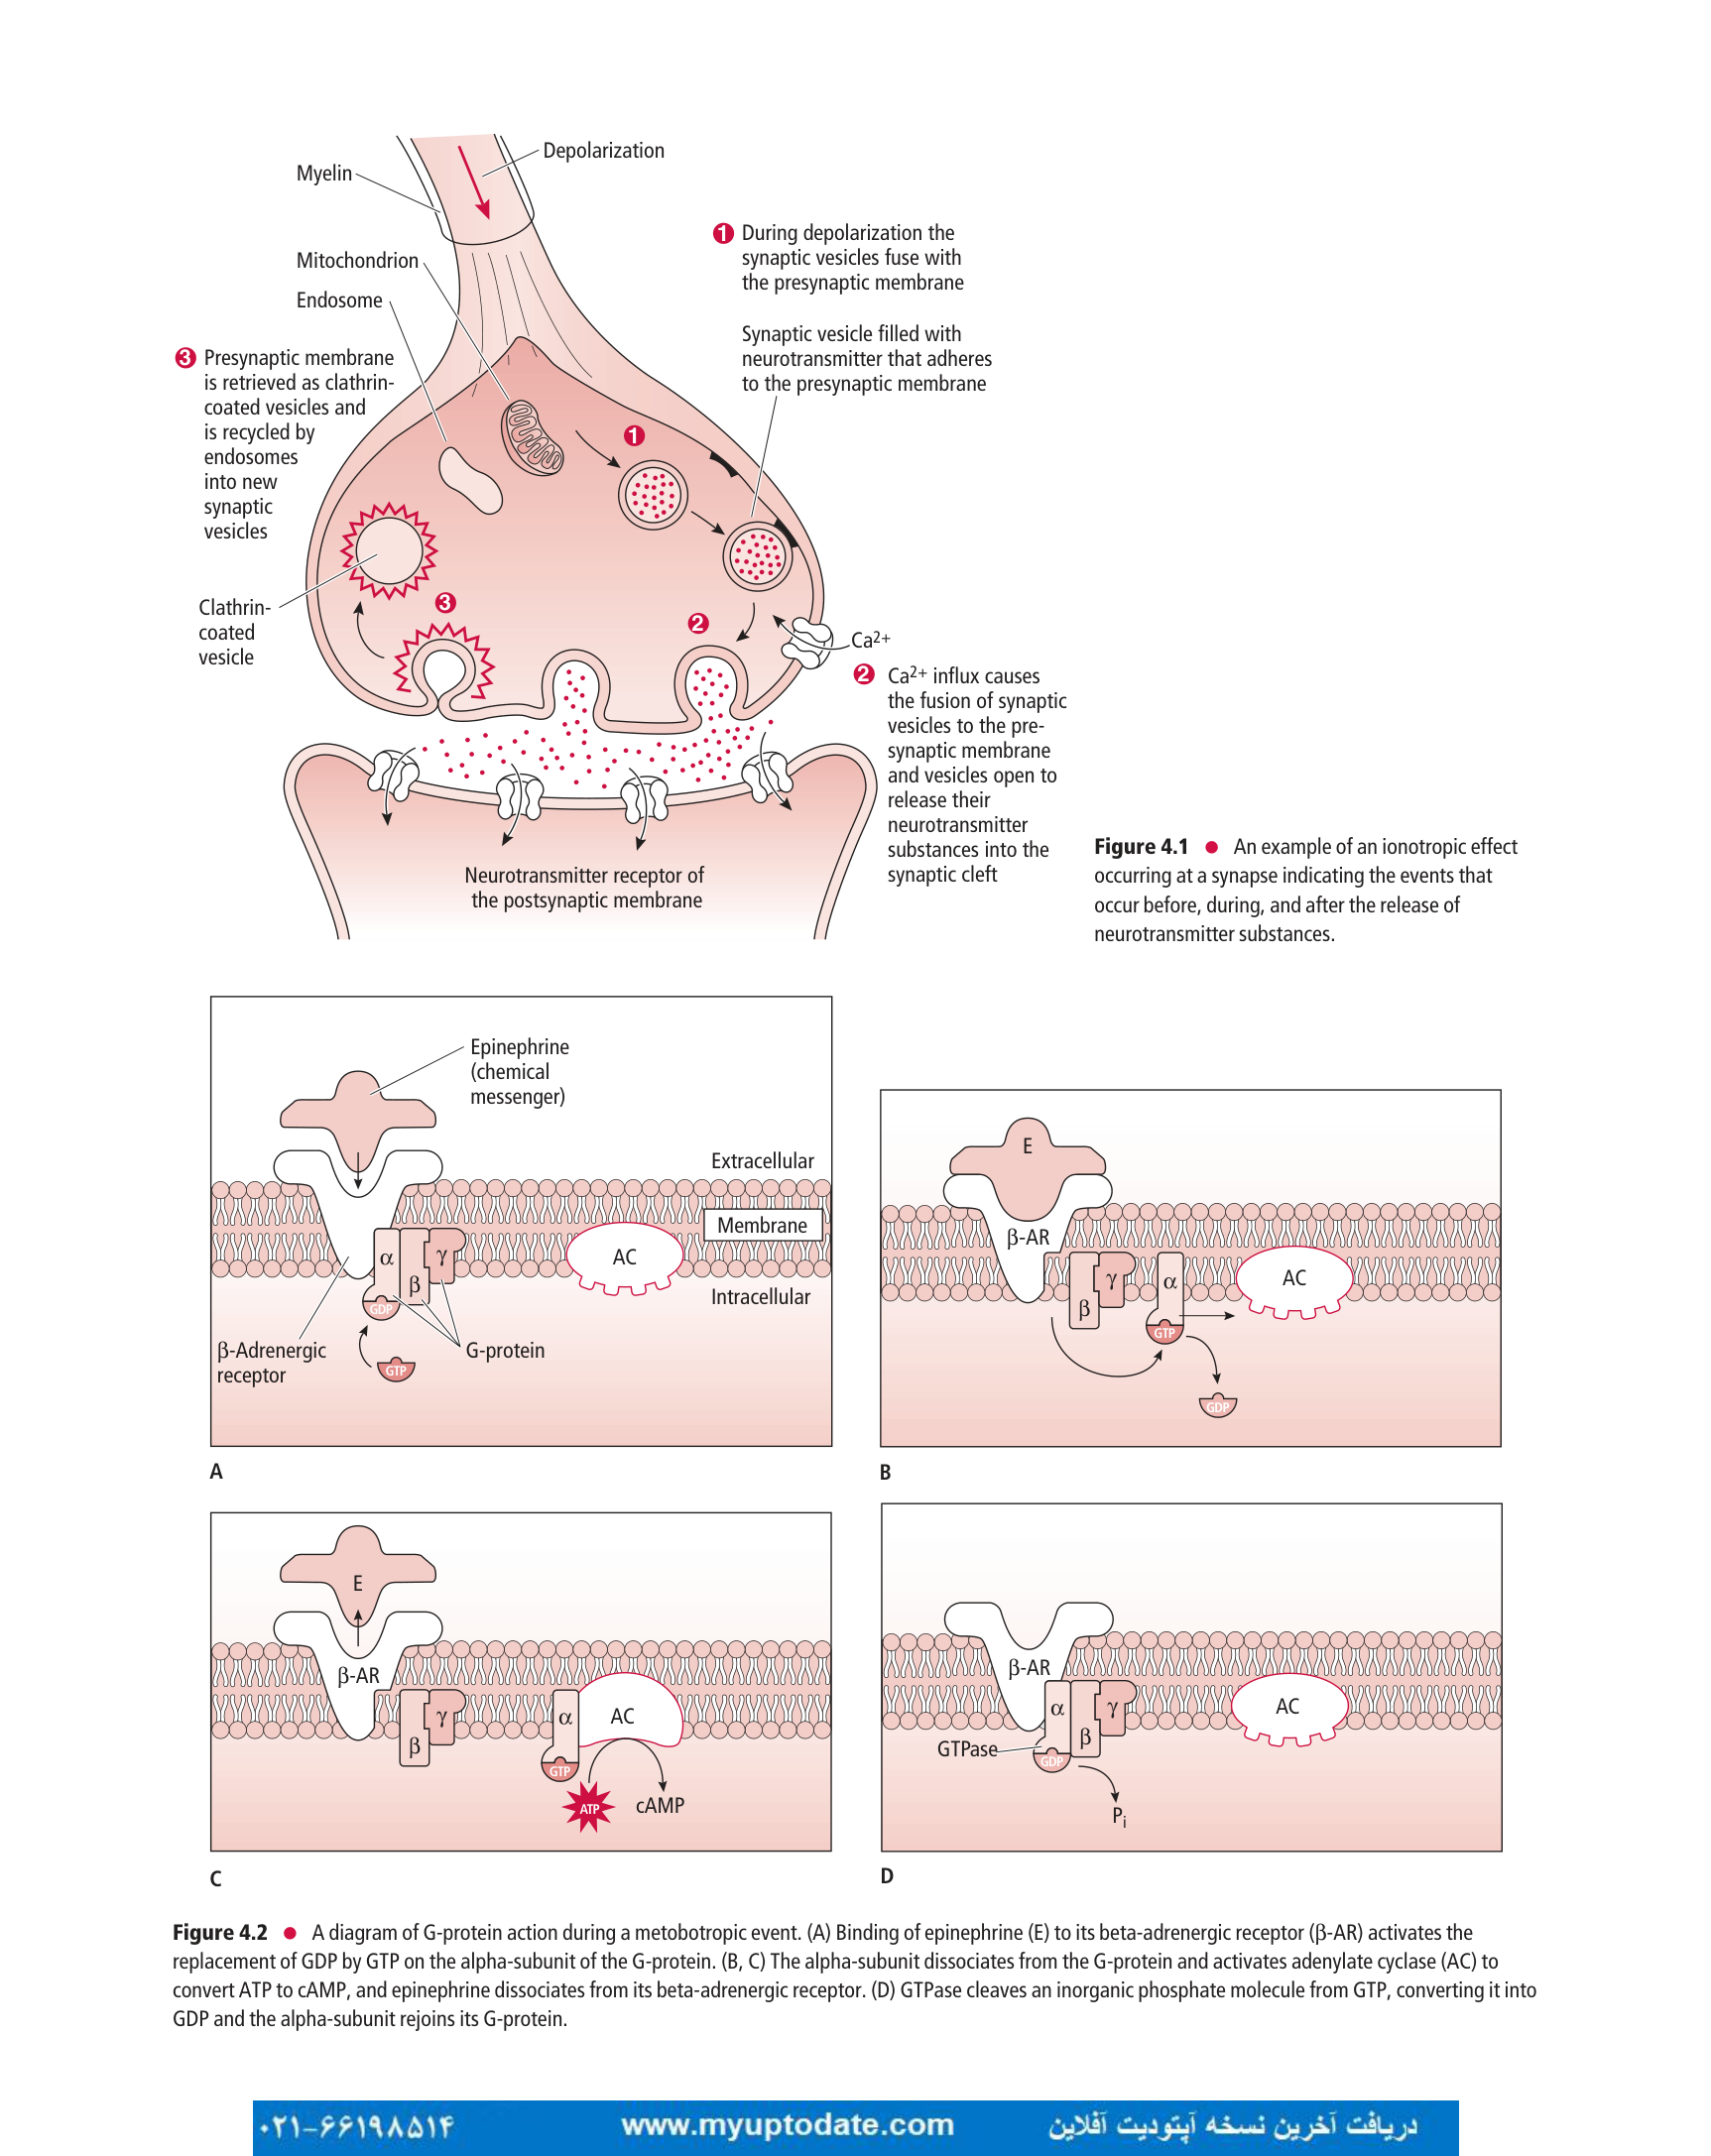 Depolarization
Myelin
Mitochondrion
Endosome
❶ During depolarization the
synaptic vesicles fuse with
the presynaptic membrane
Synaptic vesicle filled with
neurotransmitter that adheres
to the presynaptic membrane
❸ Presynaptic membrane
is retrieved as clathrin-
coated vesicles and
is recycled by
endosomes
into new
synaptic
vesicles
❶
Clathrin-
coated
vesicle
❸
❷
Ca2+
❷ Ca2+ influx causes
the fusion of synaptic
vesicles to the pre-
synaptic membrane
and vesicles open to
release their
neurotransmitter
substances into the
synaptic cleft
Neurotransmitter receptor of
the postsynaptic membrane
Figure 4.1 ● An example of an ionotropic effect
occurring at a synapse indicating the events that
occur before, during, and after the release of
neurotransmitter substances.
Epinephrine
(chemical
messenger)
Extracellular
Membrane
Intracellular
α
β
γ
AC
GDP
GTP
β-Adrenergic
receptor
G-protein
A
E
β-AR
β
γ
α
AC
GTP
GDP
B
E
β-AR
β
γ
α
AC
GTP
ATP
cAMP
C
β-AR
α
β
γ
AC
GTPase
GDP
Pi
D
Figure 4.2 ● A diagram of G-protein action during a metobotropic event. (A) Binding of epinephrine (E) to its beta-adrenergic receptor (β-AR) activates the
replacement of GDP by GTP on the alpha-subunit of the G-protein. (B, C) The alpha-subunit dissociates from the G-protein and activates adenylate cyclase (AC) to
convert ATP to cAMP, and epinephrine dissociates from its beta-adrenergic receptor. (D) GTPase cleaves an inorganic phosphate molecule from GTP, converting it into
GDP and the alpha-subunit rejoins its G-protein.
۰۲۱-۶۶۱۹۸۵۱۴ www.myuptodate.com دریافت آخرین نسخه آپتودیت آفلاین